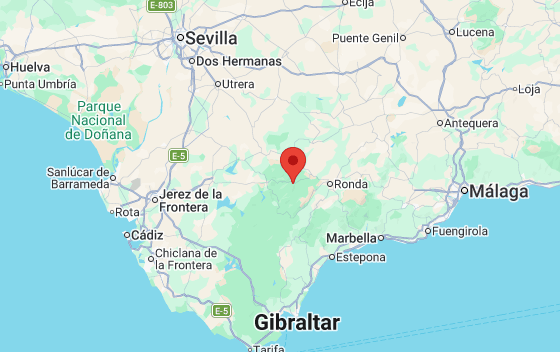 E-803
Ecija
Sevilla
Puente Genil
Lucena
Huelva
Dos Hermanas
Punta Umbría
Utrera
Loja
Parque
Nacional
de Doñana
Antequera
E-5
Sanlúcar de
Barrameda
Ronda
Jerez de la
Frontera
Málaga
Rota
Cádiz
Marbella
Fuengirola
Chiclana de
la Frontera
Estepona
E-5
Gibraltar
Tarifa